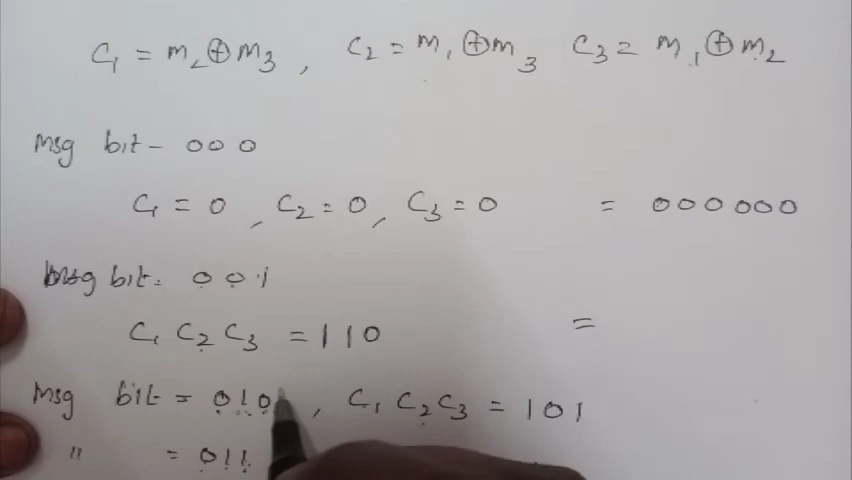 C₁ = m₂⊕m₃, C₂ = m₁⊕m₃ C₃ = m₁⊕m₂
Msg bit - 000
C₁ = 0, C₂ = 0, C₃ = 0 = 000000
Msg bit = 001
C₁ C₂ C₃ = 110 =
Msg bit = 010, C₁ C₂ C₃ = 101
" = 011